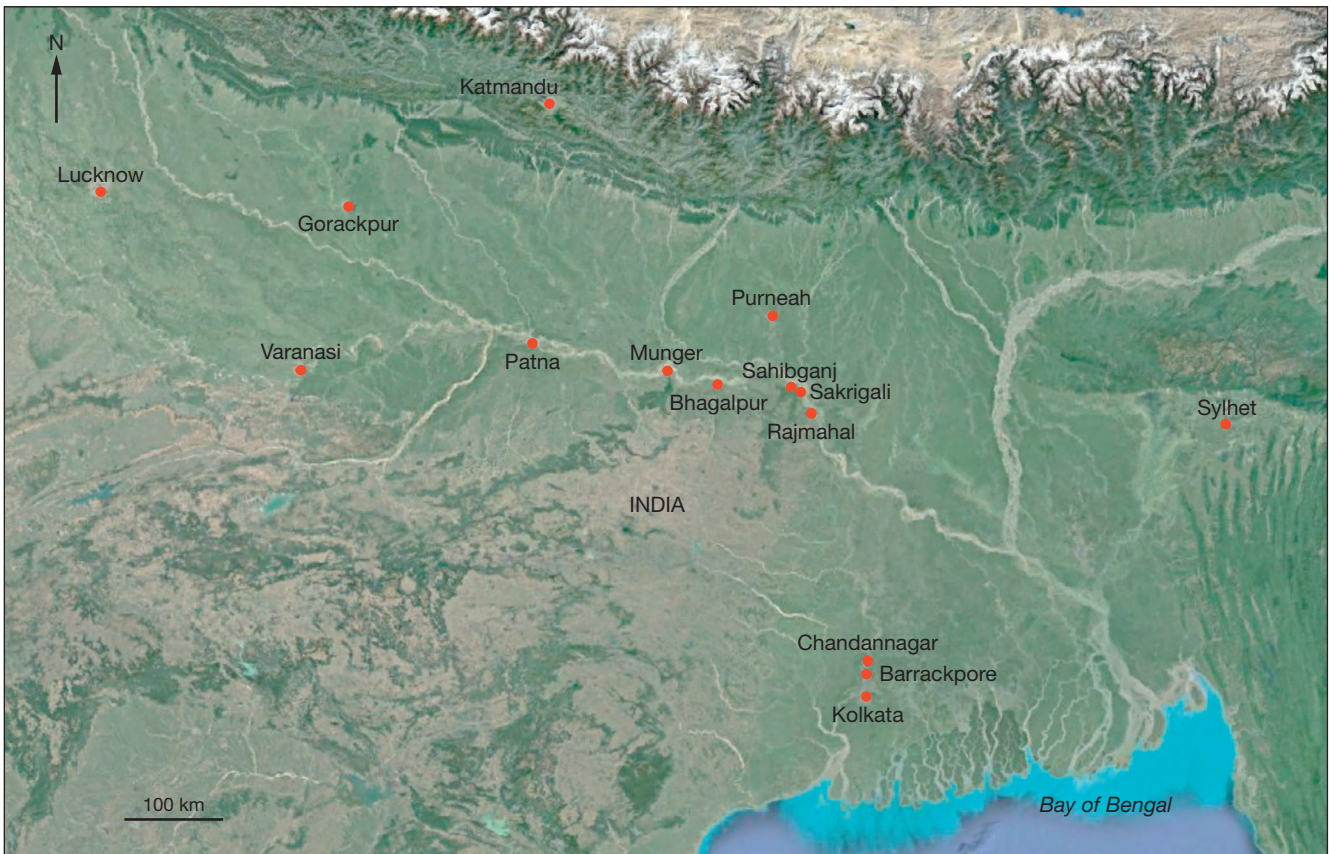 N
Katmandu
Lucknow
Gorackpur
Purneah
Varanasi
Patna
Munger
Sahibganj
Bhagalpur
Sakrigali
Rajmahal
Sylhet
INDIA
Chandannagar
Barrackpore
Kolkata
100 km
Bay of Bengal